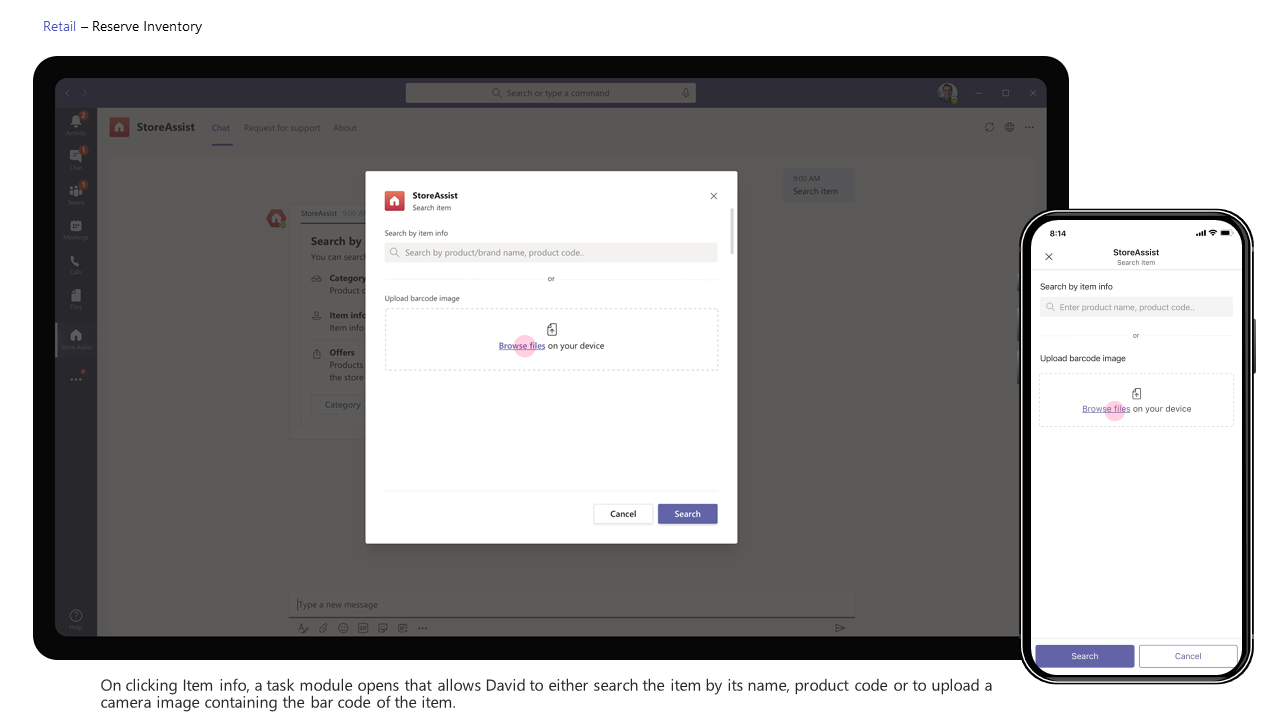 Retail – Reserve Inventory
Search or type a command
Activity
2
Chat
1
Teams
1
Meetings
Calls
Files
Store Assist
Help
StoreAssist Chat Request for support About
9:00 AM
Search item
StoreAssist 9:00 AM
Search by
You can search
Category
Product
Item info
Item info
Offers
Products
the store
Category
Type a new message
GIF
StoreAssist
Search item
Search by item info
Search by product/brand name, product code..
or
Upload barcode image
Browse files on your device
Cancel Search
8:14
StoreAssist
Search Item
Search by item info
Enter product name, product code..
or
Upload barcode image
Browse files on your device
Search Cancel
On clicking Item info, a task module opens that allows David to either search the item by its name, product code or to upload a
camera image containing the bar code of the item.